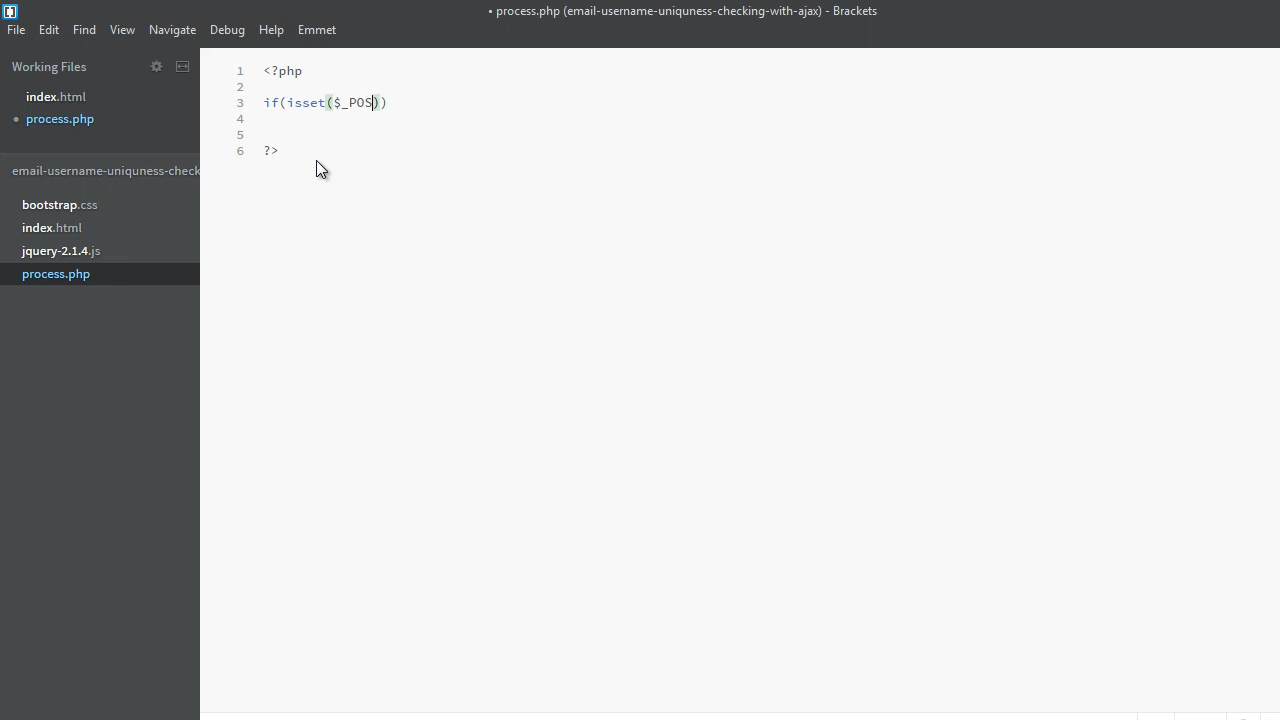 • process.php (email-username-uniquness-checking-with-ajax) - Brackets
File Edit Find View Navigate Debug Help Emmet
Working Files
index.html
• process.php
email-username-uniquness-check
bootstrap.css
index.html
jquery-2.1.4.js
process.php
1 <?php
2
3 if(isset($_POS))
4
5
6 ?>